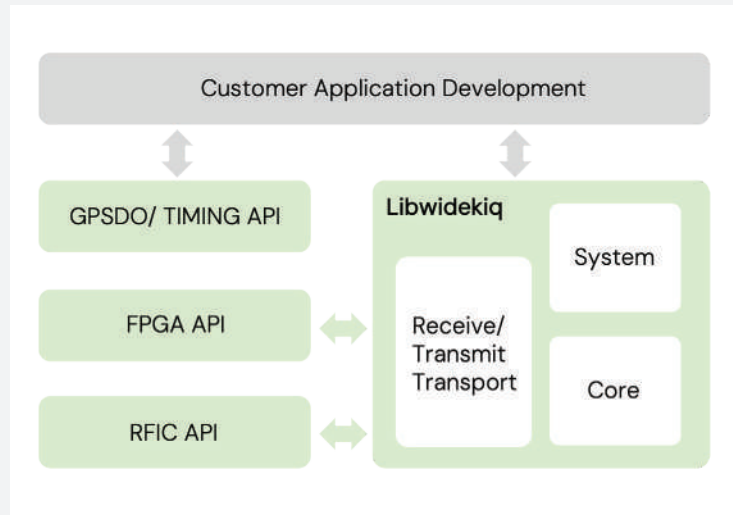 Customer Application Development
GPSDO/ TIMING API
Libwidekiq
System
FPGA API
Receive/
Transmit
Transport
Core
RFIC API